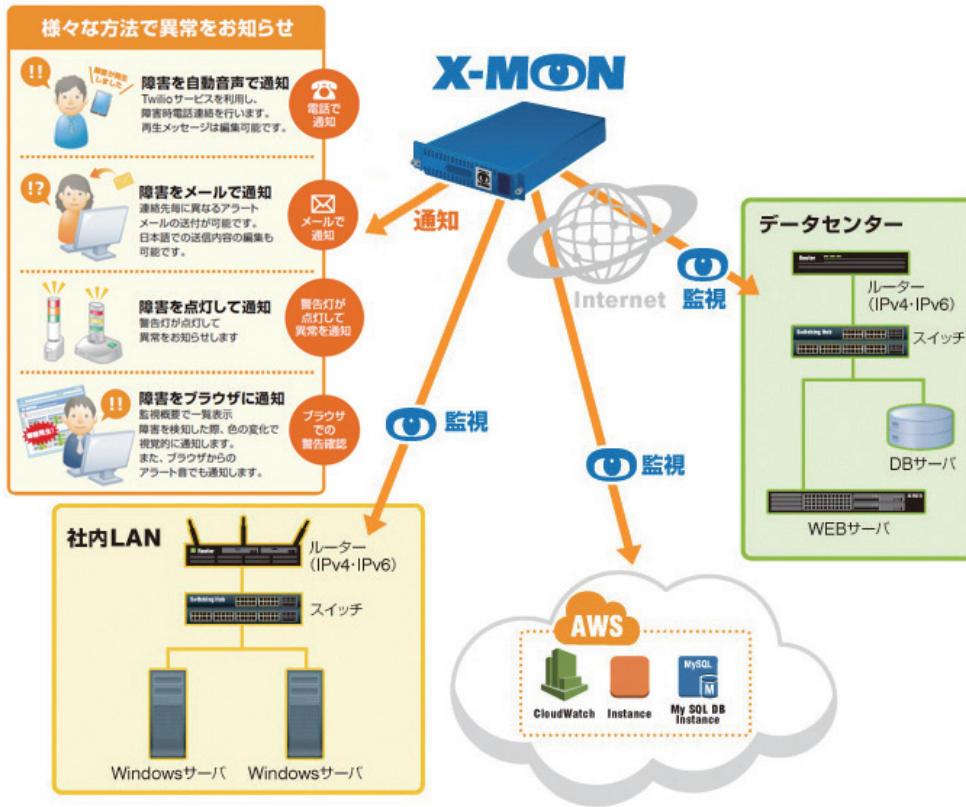 様々な方法で異常をお知らせ
!!
障害が発生
しました
障害を自動音声で通知
Twilioサービスを利用し、
障害時電話連絡を行います。
再生メッセージは編集可能です。
電話で
通知
!?
障害をメールで通知
連絡先毎に異なるアラート
メールの送付が可能です。
日本語での送信内容の編集も
可能です。
メールで
通知
障害を点灯して通知
警告灯が点灯して
異常をお知らせします
警告灯が
点灯して
異常を通知
!!
障害をブラウザに通知
監視概要で一覧表示
障害を検知した際、色の変化で
視覚的に通知します。
また、ブラウザからの
アラート音でも通知します。
ブラウザ
での
警告確認
X-MON
通知
Internet
監視
監視
監視
データセンター
Router
ルーター
(IPv4・IPv6)
Switching Hub
スイッチ
DBサーバ
WEBサーバ
社内LAN
Router
ルーター
(IPv4・IPv6)
Switching Hub
スイッチ
Windowsサーバ
Windowsサーバ
AWS
MySQL
M
CloudWatch
Instance
My SQL DB
Instance